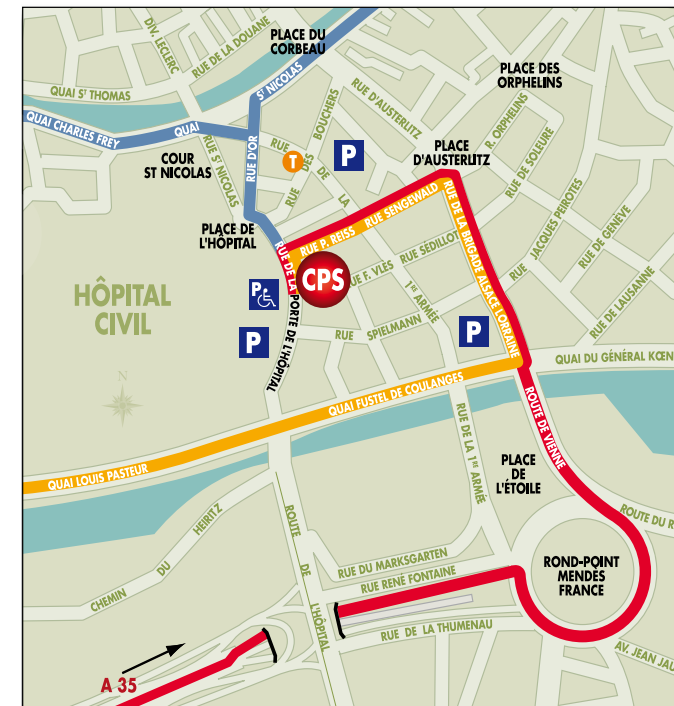 DIV. LECLERC
RUE DE LA DOUANE
PLACE DU
CORBEAU
QUAI ST THOMAS
ST NICOLAS
PLACE DES
ORPHELINS
QUAI CHARLES FREY
QUAI
RUE D'OR
RUE ST NICOLAS
COUR
ST NICOLAS
RUE DES BOUCHERS
RUE D'AUSTERLITZ
RUE DE LA
T
P
PLACE
D'AUSTERLITZ
R. ORPHELINS
RUE DE SOLEURE
PLACE DE
L'HÔPITAL
RUE P. REISS
RUE SENGEWALD
RUE DE LA BRIGADE ALSACE LORRAINE
RUE JACQUES PEIROTES
RUE DE GENÈVE
RUE DE LAUSANNE
RUE DE LA PORTE DE L'HÔPITAL
CPS
RUE F. VLÈS
RUE SEDILLOT
1re ARMÉE
HÔPITAL
CIVIL
P
P
RUE SPIELMANN
P
N
QUAI FUSTEL DE COULANGES
QUAI DU GÉNÉRAL KŒN
QUAI LOUIS PASTEUR
RUE DE LA 1re ARMÉE
ROUTE DE VIENNE
PLACE
DE
L'ÉTOILE
CHEMIN DU HEIRITZ
ROUTE DE L'HÔPITAL
RUE DU MARKSGARTEN
RUE RENÉ FONTAINE
ROUTE DU R
ROND-POINT
MENDÈS
FRANCE
RUE DE LA THUMENAU
AV. JEAN JAU
A 35